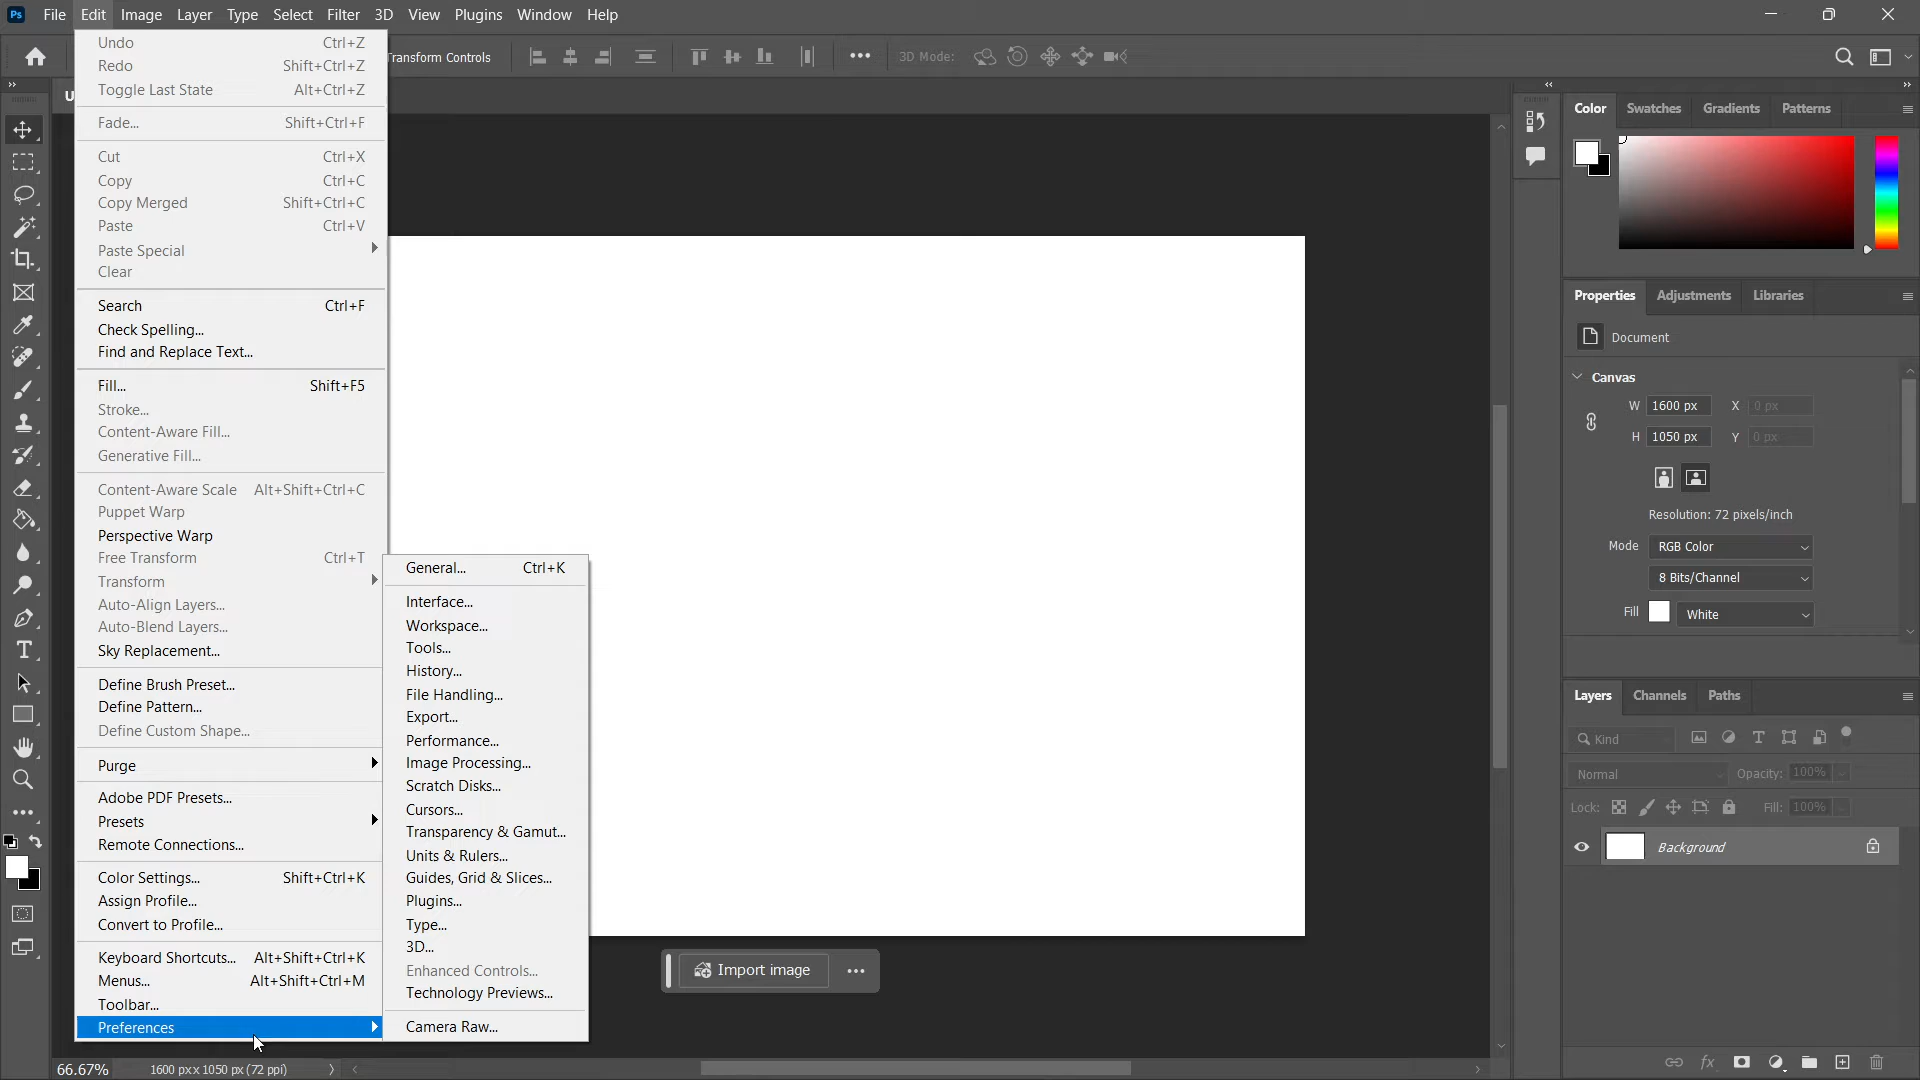 Ps File Edit Image Layer Type Select Filter 3D View Plugins Window Help
ransform Controls 3D Mode:
U
Undo Ctrl+Z
Redo Shift+Ctrl+Z
Toggle Last State Alt+Ctrl+Z
Fade... Shift+Ctrl+F
Cut Ctrl+X
Copy Ctrl+C
Copy Merged Shift+Ctrl+C
Paste Ctrl+V
Paste Special
Clear
Search Ctrl+F
Check Spelling...
Find and Replace Text...
Fill... Shift+F5
Stroke...
Content-Aware Fill...
Generative Fill...
Content-Aware Scale Alt+Shift+Ctrl+C
Puppet Warp
Perspective Warp
Free Transform Ctrl+T
Transform
Auto-Align Layers...
Auto-Blend Layers...
Sky Replacement...
Define Brush Preset...
Define Pattern...
Define Custom Shape...
Purge
Adobe PDF Presets...
Presets
Remote Connections...
Color Settings... Shift+Ctrl+K
Assign Profile...
Convert to Profile...
Keyboard Shortcuts... Alt+Shift+Ctrl+K
Menus... Alt+Shift+Ctrl+M
Toolbar...
Preferences
General... Ctrl+K
Interface...
Workspace...
Tools...
History...
File Handling...
Export...
Performance...
Image Processing...
Scratch Disks...
Cursors...
Transparency & Gamut...
Units & Rulers...
Guides, Grid & Slices...
Plugins...
Type...
3D...
Enhanced Controls...
Technology Previews...
Camera Raw...
Import image
66.67% 1600 px x 1050 px (72 ppi)
Color Swatches Gradients Patterns
Properties Adjustments Libraries
Document
Canvas
W 1600 px X 0 px
H 1050 px Y 0 px
Resolution: 72 pixels/inch
Mode RGB Color
8 Bits/Channel
Fill White
Layers Channels Paths
Kind
Normal Opacity: 100%
Lock: Fill: 100%
Background
fx